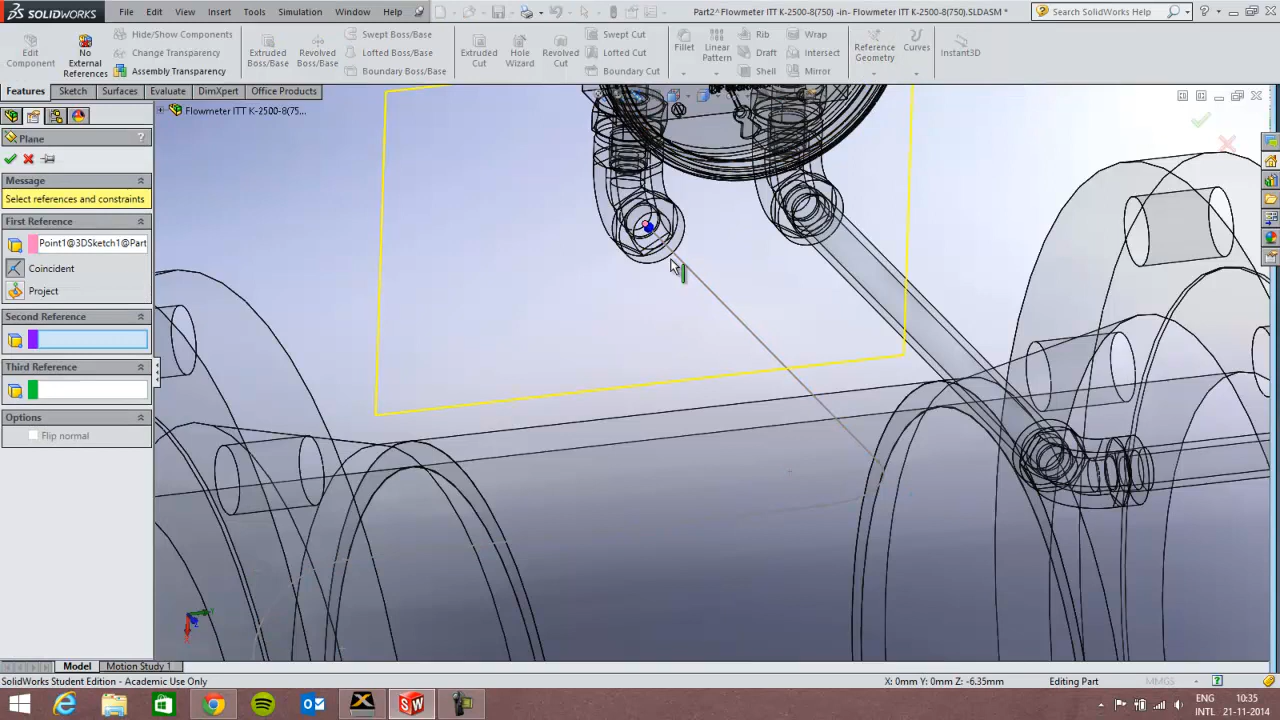 SOLIDWORKS
File Edit View Insert Tools Simulation Window Help
Part2^Flowmeter ITT K-2500-8(750) -in- Flowmeter ITT K-2500-8(750).SLDASM *
Search SolidWorks Help
Edit
Component
No
External
References
Hide/Show Components
Change Transparency
Assembly Transparency
Extruded
Boss/Base
Revolved
Boss/Base
Swept Boss/Base
Lofted Boss/Base
Boundary Boss/Base
Extruded
Cut
Hole
Wizard
Revolved
Cut
Swept Cut
Lofted Cut
Boundary Cut
Fillet
Linear
Pattern
Rib
Draft
Shell
Wrap
Intersect
Mirror
Reference
Geometry
Curves
Instant3D
Features Sketch Surfaces Evaluate DimXpert Office Products
Flowmeter ITT K-2500-8(75...
Plane ?
Message
Select references and constraints
First Reference
Point1@3DSketch1@Part
Coincident
Project
Second Reference
Third Reference
Options
Flip normal
Model Motion Study 1
SolidWorks Student Edition - Academic Use Only
X: 0mm Y: 0mm Z: -6.35mm
Editing Part
MMGS
ENG
INTL
10:35
21-11-2014